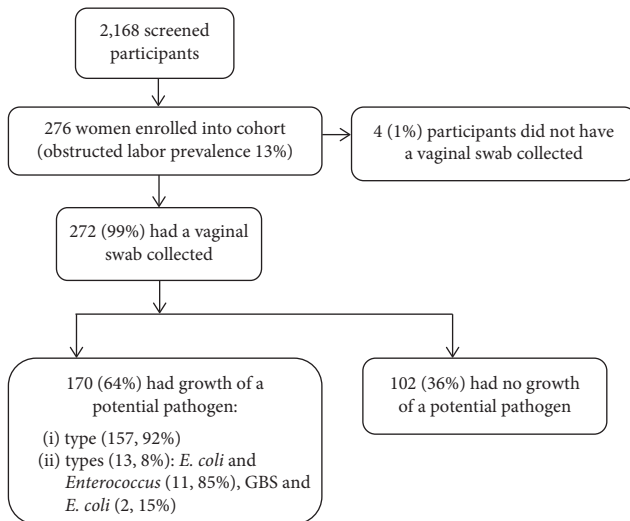 2,168 screened
participants
276 women enrolled into cohort
(obstructed labor prevalence 13%)
4 (1%) participants did not have
a vaginal swab collected
272 (99%) had a vaginal
swab collected
170 (64%) had growth of a
potential pathogen:
(i) type (157, 92%)
(ii) types (13, 8%): E. coli and
Enterococcus (11, 85%), GBS and
E. coli (2, 15%)
102 (36%) had no growth
of a potential pathogen